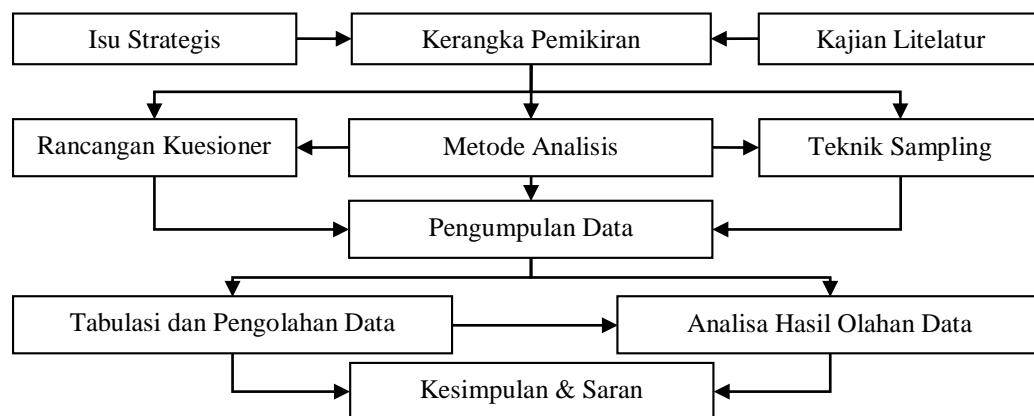 Isu Strategis
Kerangka Pemikiran
Kajian Litelatur
Rancangan Kuesioner
Metode Analisis
Teknik Sampling
Pengumpulan Data
Tabulasi dan Pengolahan Data
Analisa Hasil Olahan Data
Kesimpulan & Saran